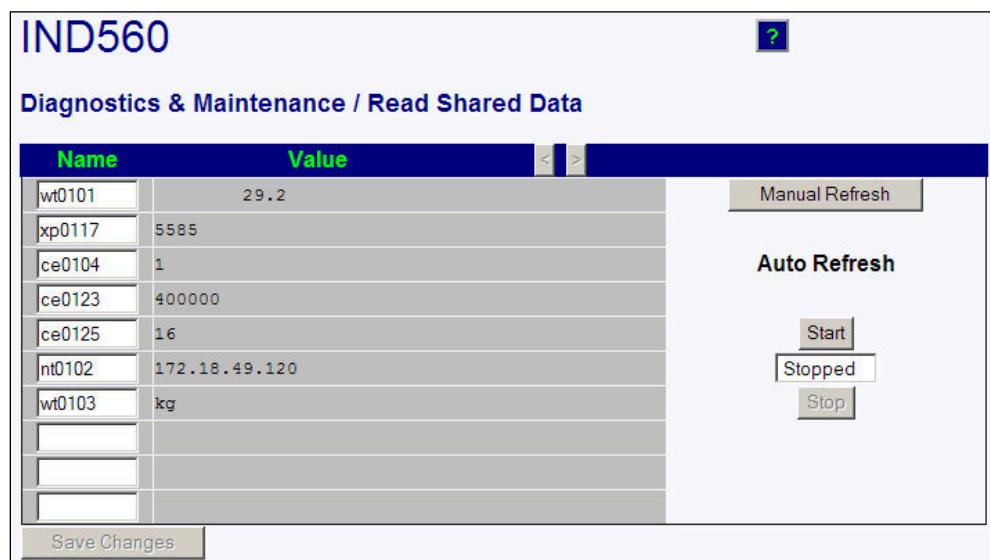 IND560 ?
Diagnostics & Maintenance / Read Shared Data
Name Value < >
wt0101 29.2 Manual Refresh
xp0117 5585
ce0104 1 Auto Refresh
ce0123 400000
ce0125 16 Start
nt0102 172.18.49.120 Stopped
wt0103 kg Stop
Save Changes